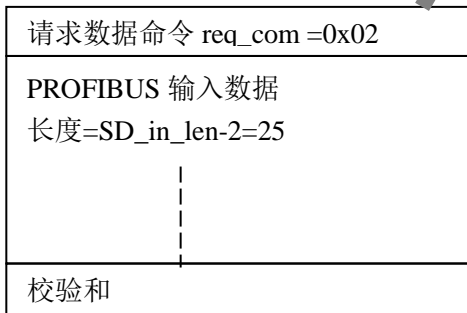 请求数据命令 req_com =0x02
PROFIBUS 输入数据
长度=SD_in_len-2=25
校验和